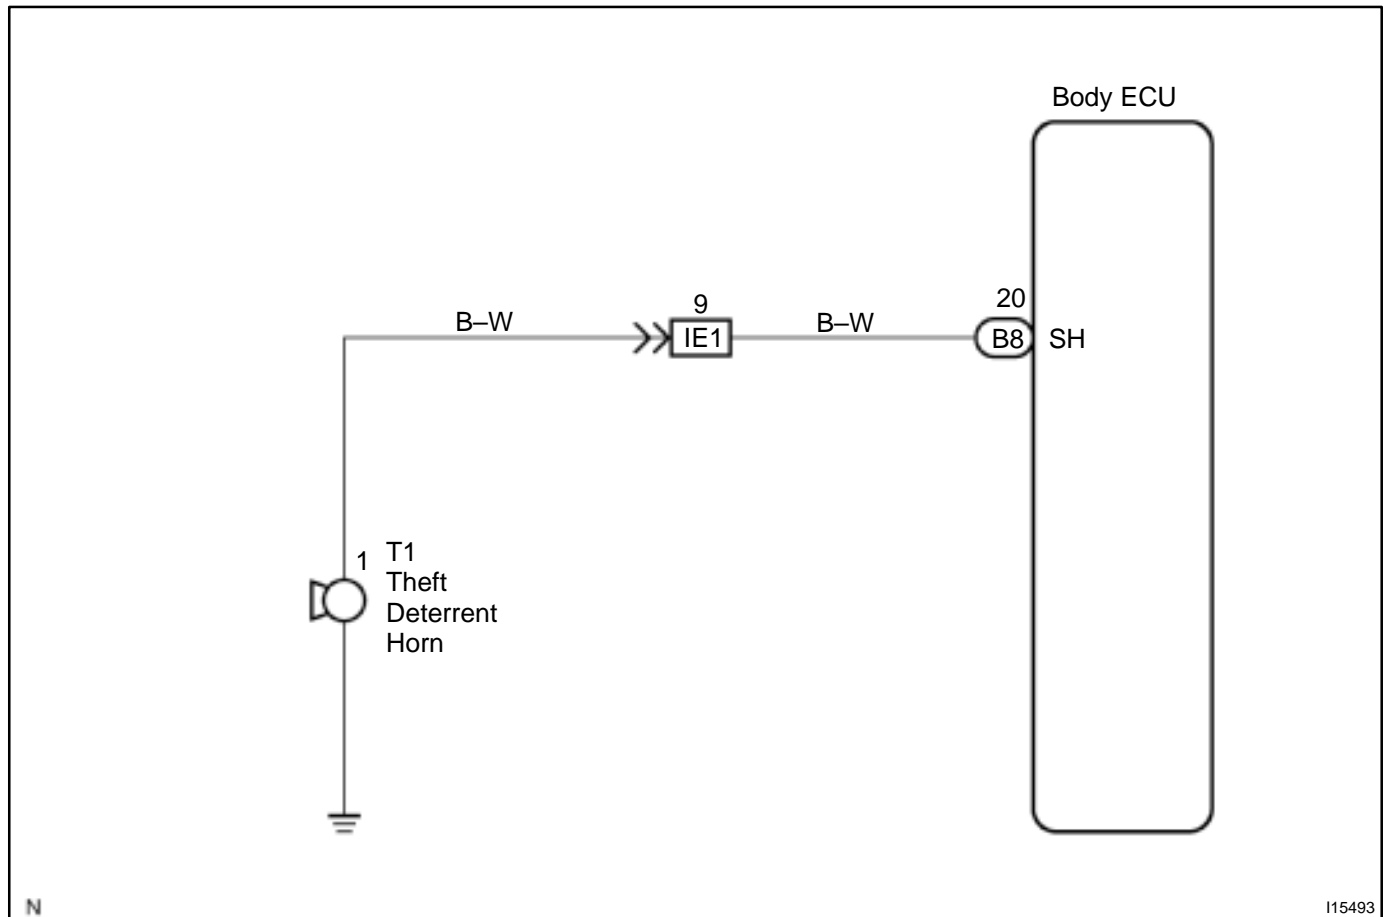 Body ECU
9
20
B–W
IE1
B–W
B8
SH
1
T1
Theft
Deterrent
Horn
N
I15493